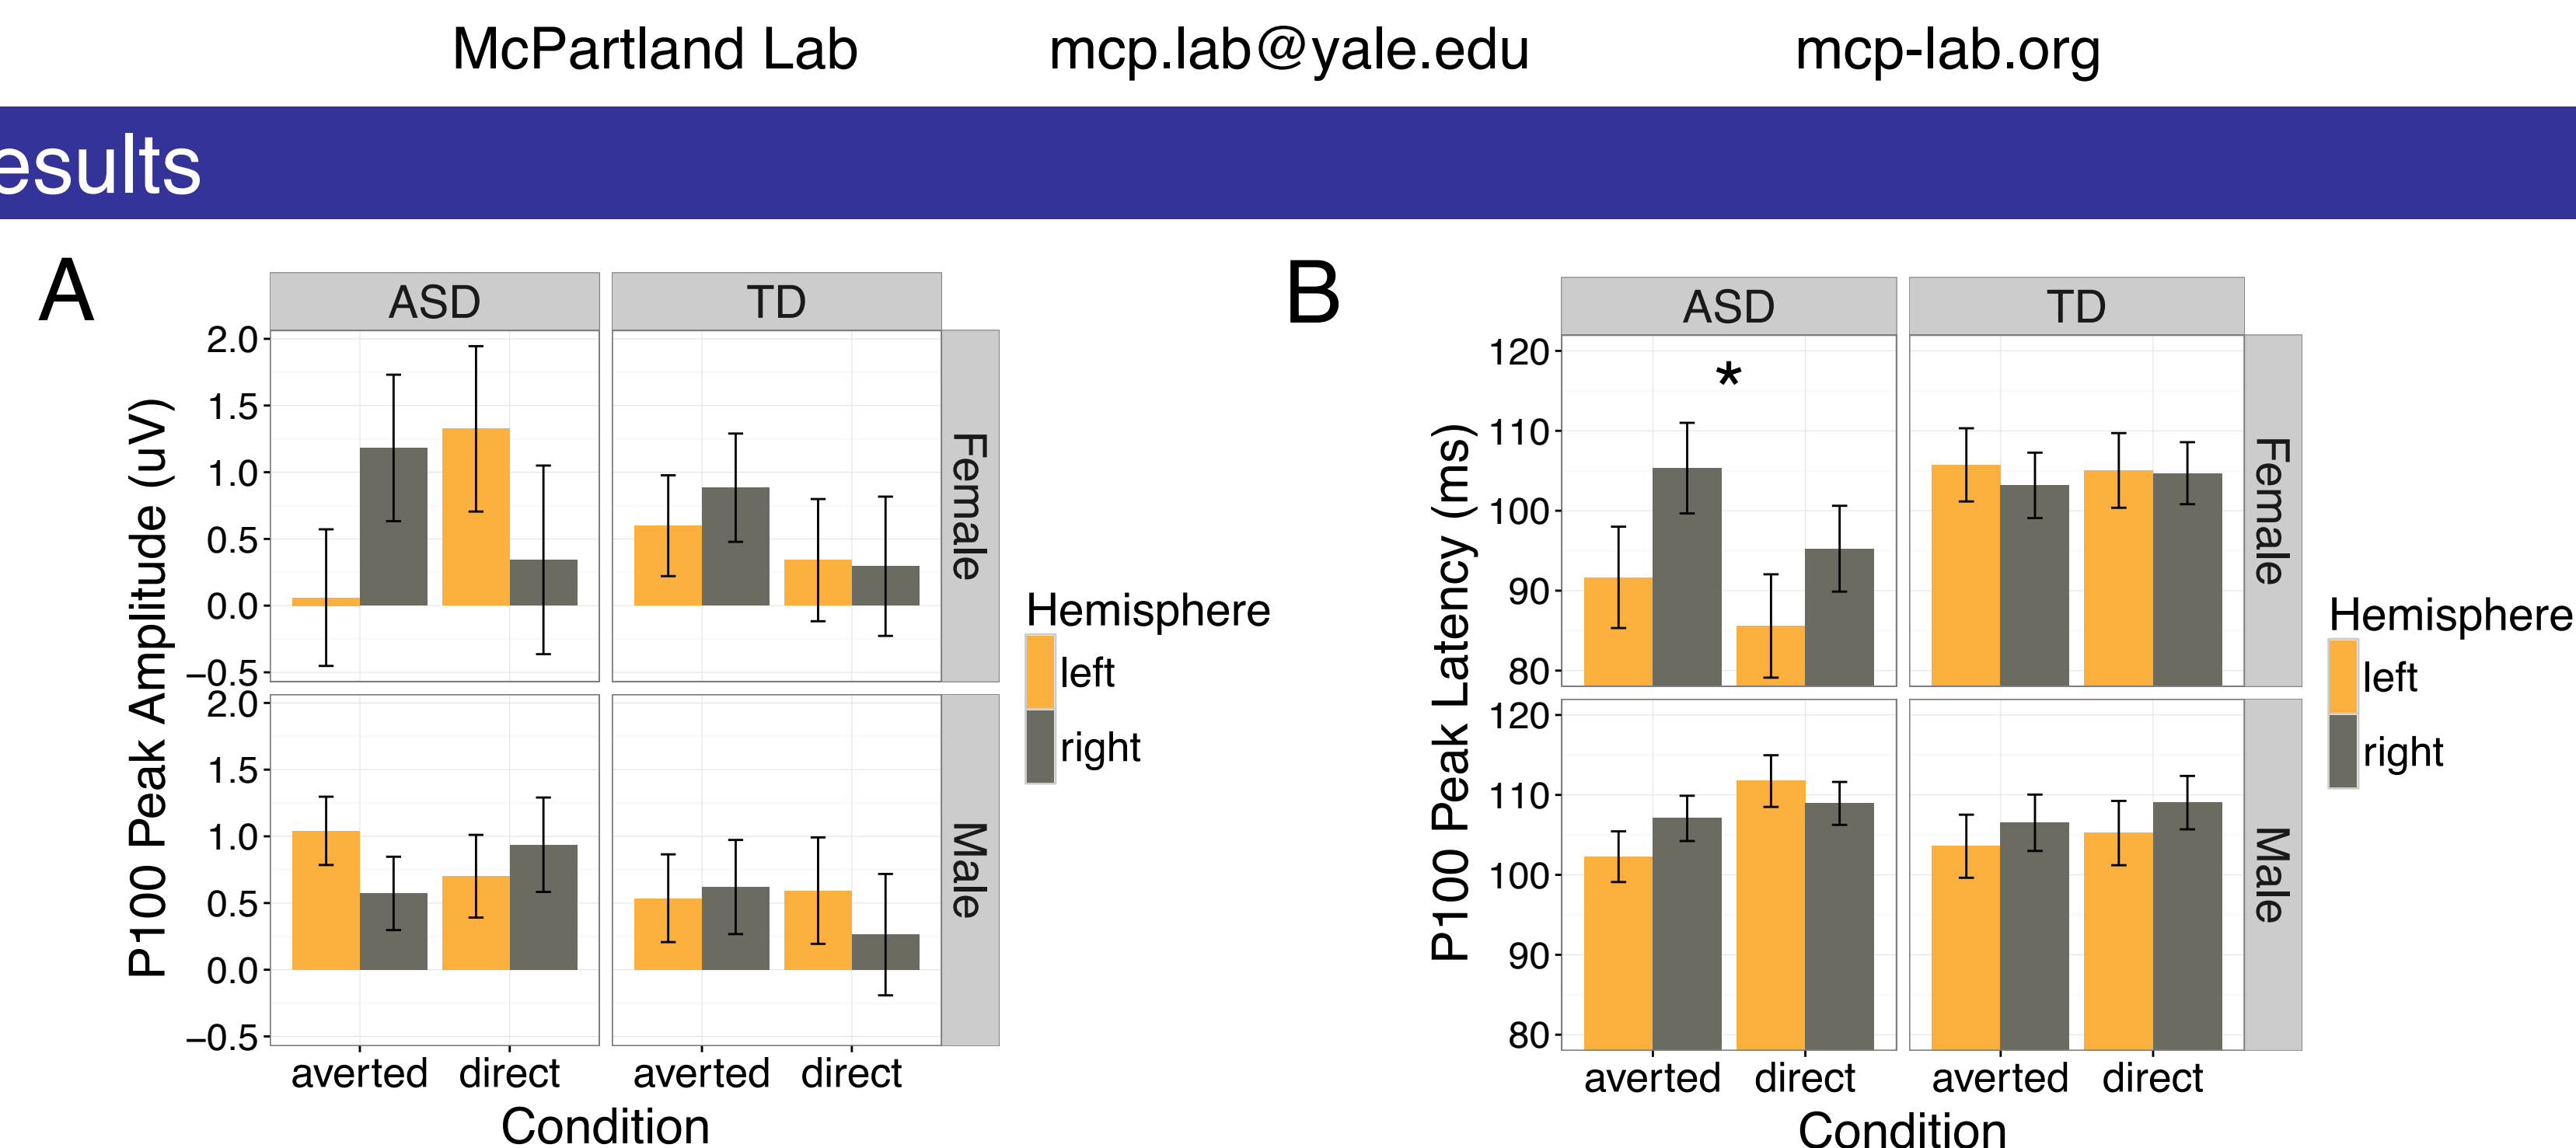 McPartland Lab mcp.lab@yale.edu mcp-lab.org
esults
A
ASD TD
P100 Peak Amplitude (uV)
2.0
1.5
1.0
0.5
0.0
−0.5
Female
2.0
1.5
1.0
0.5
0.0
−0.5
Male
averted direct averted direct
Condition
Hemisphere
left
right
B
ASD TD
P100 Peak Latency (ms)
120
110
100
90
80
*
Female
120
110
100
90
80
Male
averted direct averted direct
Condition
Hemisphere
left
right